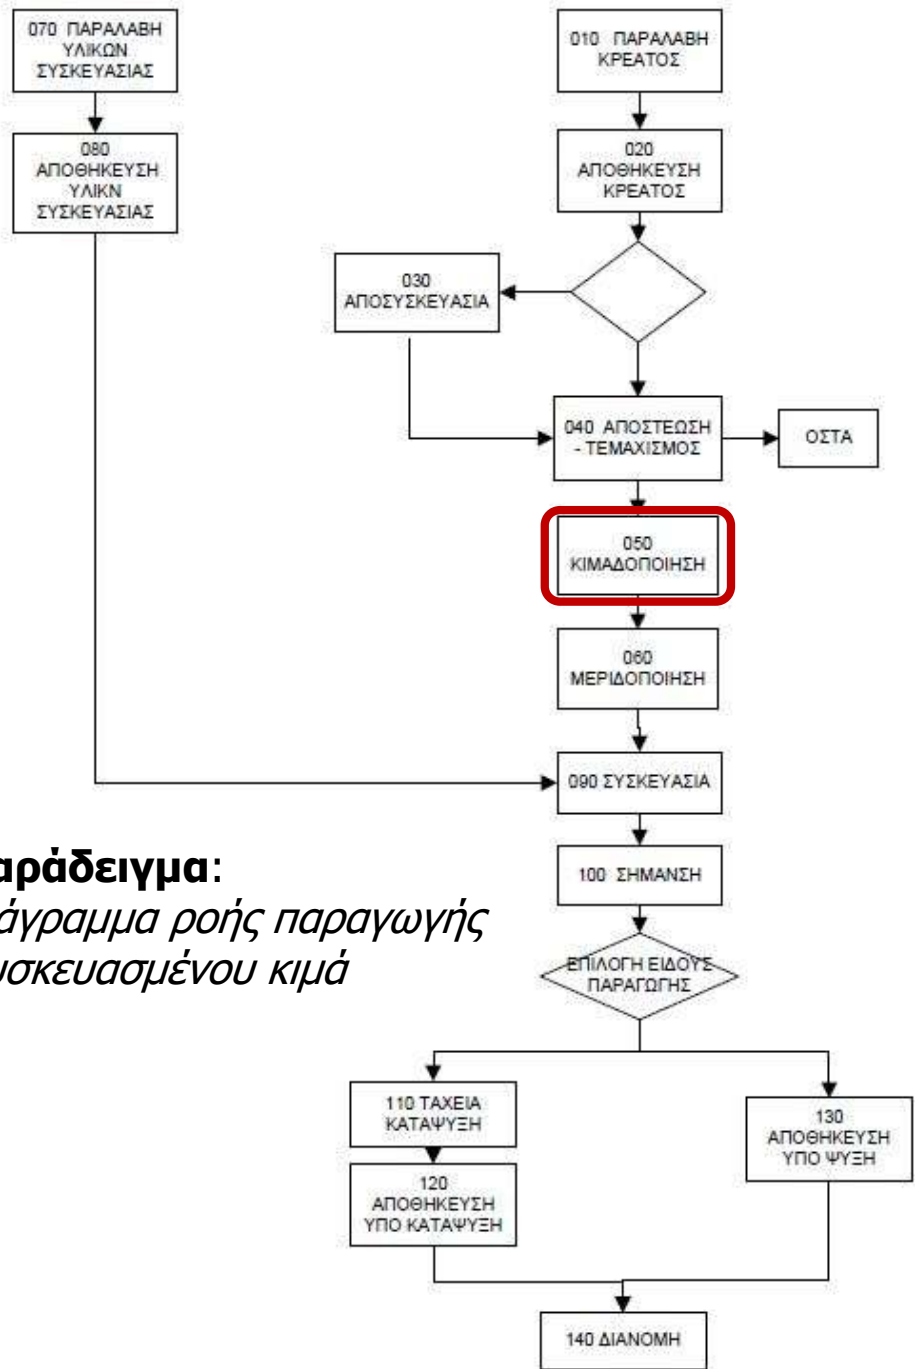 070 ΠΑΡΑΛΑΒΗ
ΥΛΙΚΩΝ
ΣΥΣΚΕΥΑΣΙΑΣ
010 ΠΑΡΑΛΑΒΗ
ΚΡΕΑΤΟΣ
080
ΑΠΟΘΗΚΕΥΣΗ
ΥΛΙΚΝ
ΣΥΣΚΕΥΑΣΙΑΣ
020
ΑΠΟΘΗΚΕΥΣΗ
ΚΡΕΑΤΟΣ
030
ΑΠΟΣΥΣΚΕΥΑΣΙΑ
040 ΑΠΟΣΤΕΩΣΗ
- ΤΕΜΑΧΙΣΜΟΣ
ΟΣΤΑ
050
ΚΙΜΑΔΟΠΟΙΗΣΗ
060
ΜΕΡΙΔΟΠΟΙΗΣΗ
090 ΣΥΣΚΕΥΑΣΙΑ
100 ΣΗΜΑΝΣΗ
αράδειγμα:
άγραμμα ροής παραγωγής
υσκευασμένου κιμά
ΕΠΙΛΟΓΗ ΕΙΔΟΥΣ
ΠΑΡΑΓΩΓΗΣ
110 ΤΑΧΕΙΑ
ΚΑΤΑΨΥΞΗ
130
ΑΠΟΘΗΚΕΥΣΗ
ΥΠΟ ΨΥΞΗ
120
ΑΠΟΘΗΚΕΥΣΗ
ΥΠΟ ΚΑΤΑΨΥΞΗ
140 ΔΙΑΝΟΜΗ